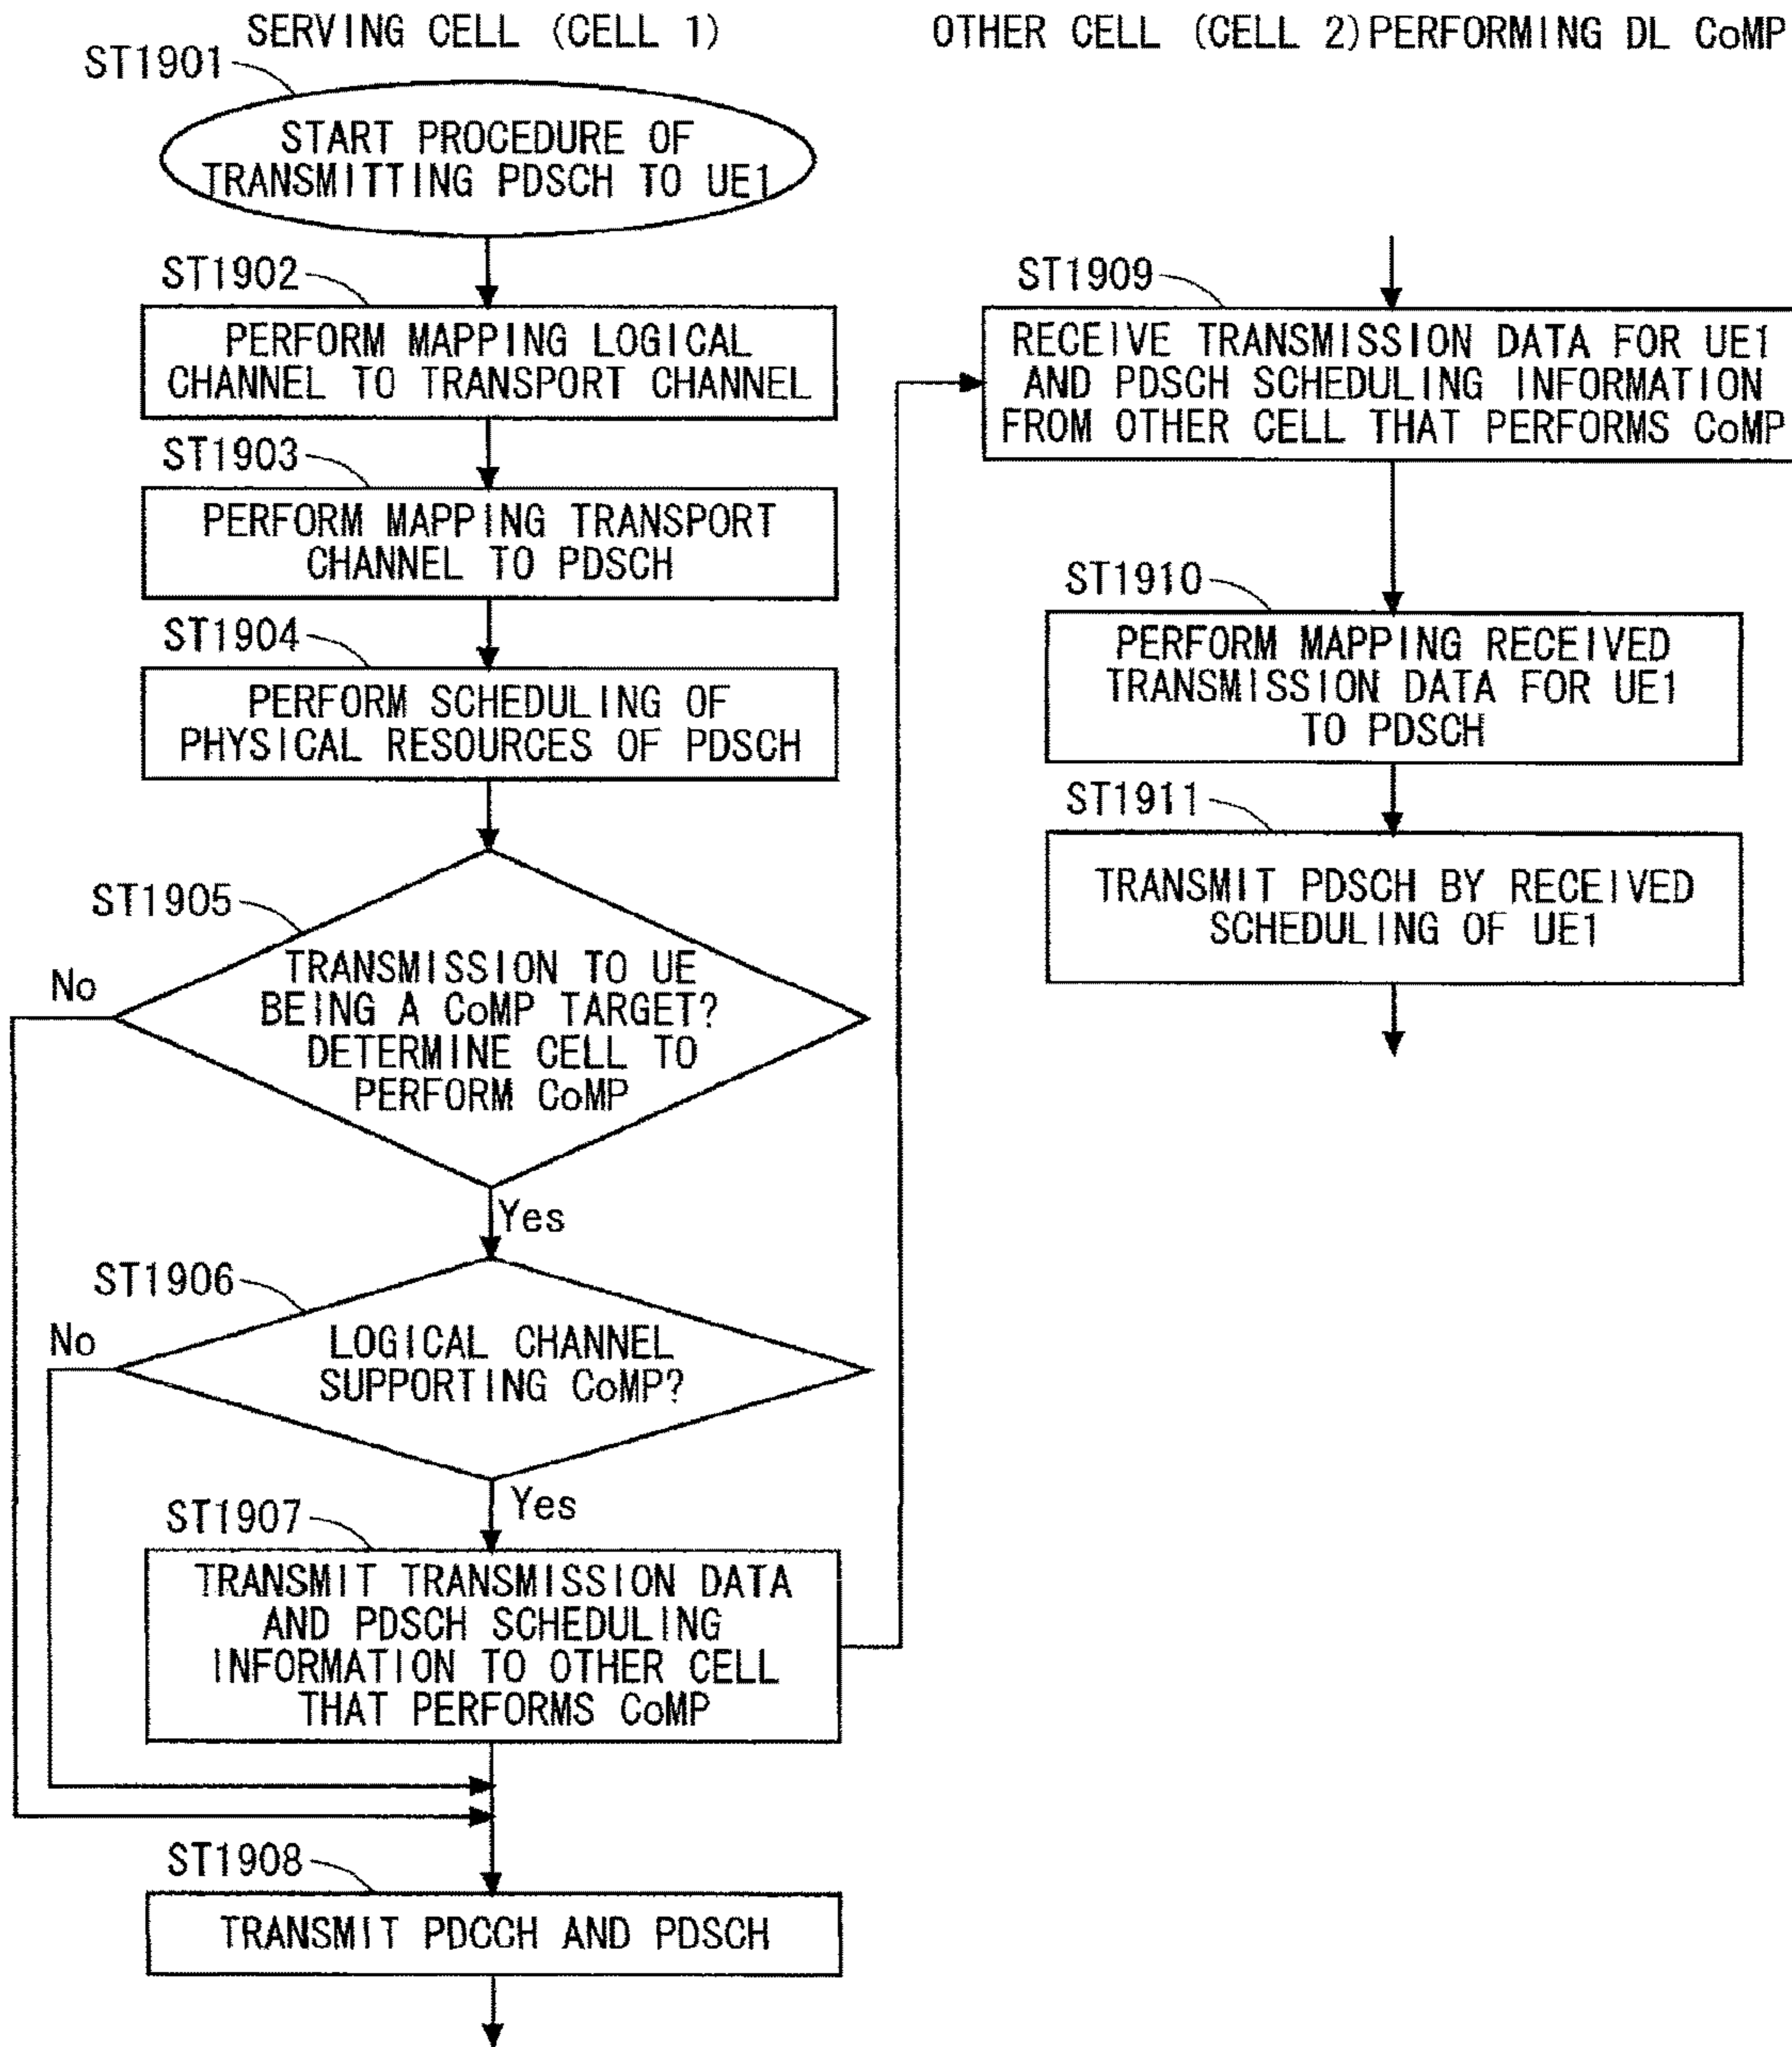 SERVING CELL (CELL 1)
OTHER CELL (CELL 2) PERFORMING DL CoMP
ST1901
START PROCEDURE OF
TRANSMITTING PDSCH TO UE1
ST1902
PERFORM MAPPING LOGICAL
CHANNEL TO TRANSPORT CHANNEL
ST1903
PERFORM MAPPING TRANSPORT
CHANNEL TO PDSCH
ST1904
PERFORM SCHEDULING OF
PHYSICAL RESOURCES OF PDSCH
ST1905
TRANSMISSION TO UE
BEING A CoMP TARGET?
DETERMINE CELL TO
PERFORM CoMP
No
Yes
ST1906
LOGICAL CHANNEL
SUPPORTING CoMP?
No
Yes
ST1907
TRANSMIT TRANSMISSION DATA
AND PDSCH SCHEDULING
INFORMATION TO OTHER CELL
THAT PERFORMS CoMP
ST1908
TRANSMIT PDCCH AND PDSCH
ST1909
RECEIVE TRANSMISSION DATA FOR UE1
AND PDSCH SCHEDULING INFORMATION
FROM OTHER CELL THAT PERFORMS CoMP
ST1910
PERFORM MAPPING RECEIVED
TRANSMISSION DATA FOR UE1
TO PDSCH
ST1911
TRANSMIT PDSCH BY RECEIVED
SCHEDULING OF UE1